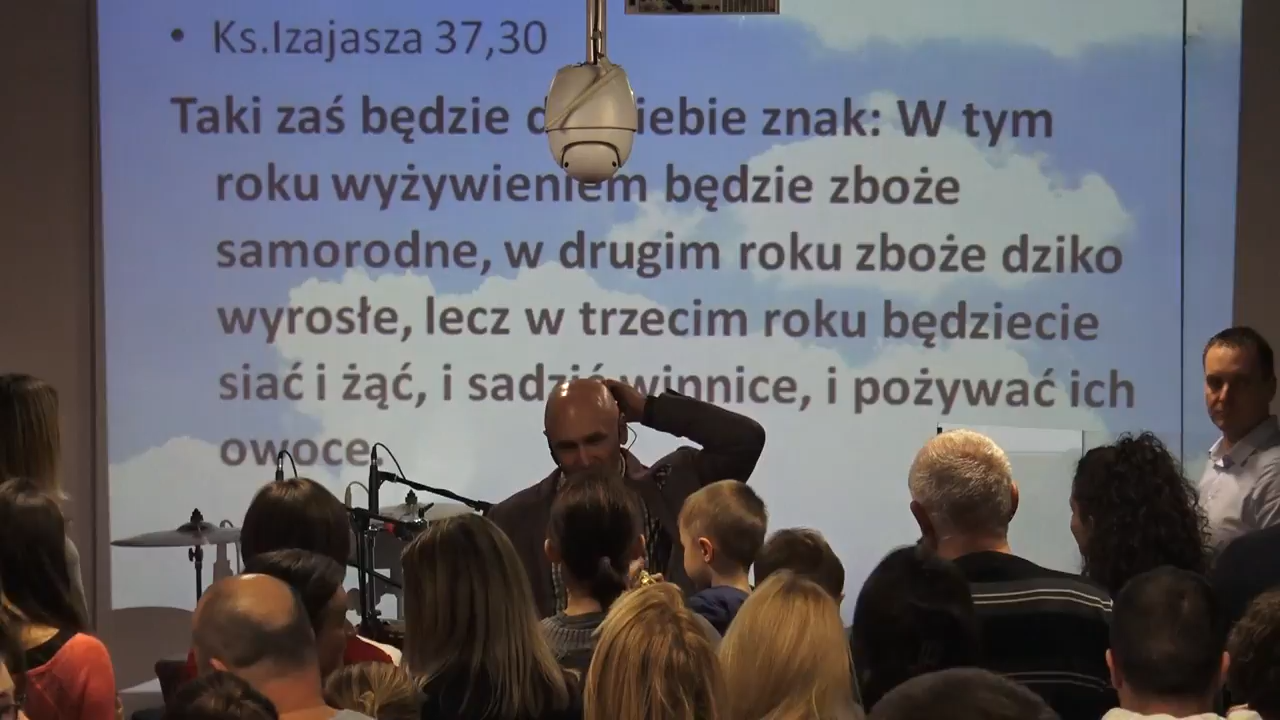 • Ks.Izajasza 37,30
Taki zaś będzie znak: W tym
roku wyżywieniem będzie zboże
samorodne, w drugim roku zboże dziko
wyrosłe, lecz w trzecim roku będziecie
siać i żąć, i sadzić winnice, i pożywać ich
owoce.